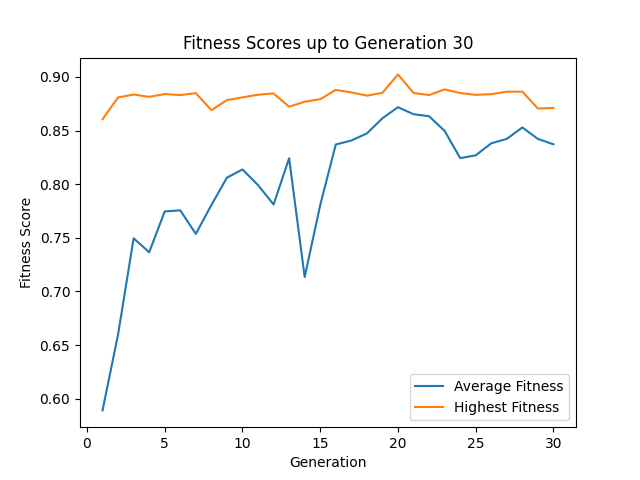 Fitness Scores up to Generation 30
0.90
0.85
0.80
0.75
0.70
0.65
0.60
Fitness Score
Average Fitness
Highest Fitness
0 5 10 15 20 25 30
Generation